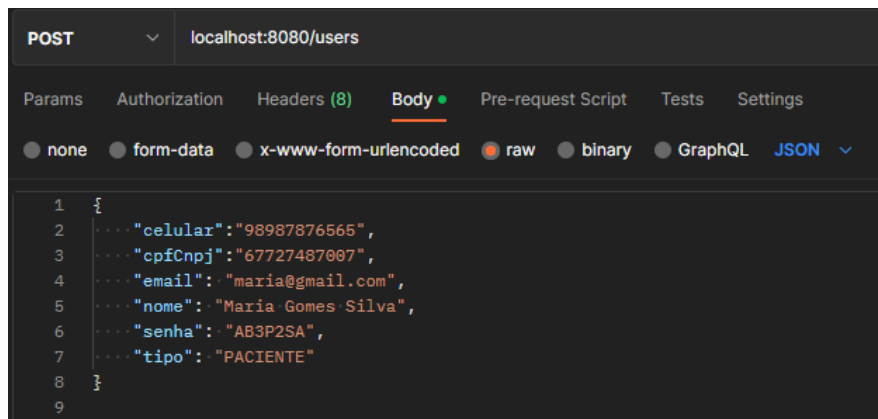 POST localhost:8080/users
Params Authorization Headers (8) Body Pre-request Script Tests Settings
none form-data x-www-form-urlencoded raw binary GraphQL JSON
1 {
2 "celular":"98987876565",
3 "cpfCnpj":"67727487007",
4 "email": "maria@gmail.com",
5 "nome": "Maria Gomes Silva",
6 "senha": "AB3P2SA",
7 "tipo": "PACIENTE"
8 }
9